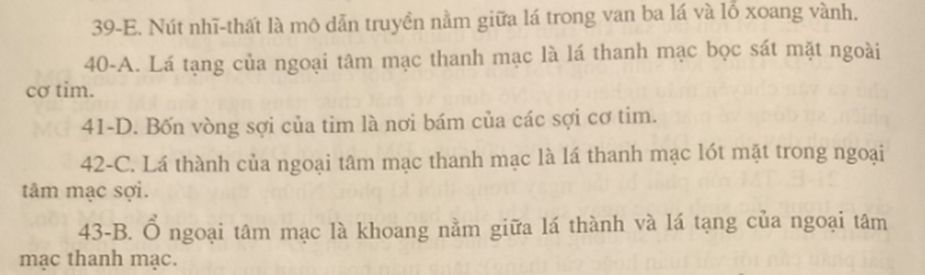 39-E. Nút nhĩ-thất là mô dẫn truyền nằm giữa lá trong van ba lá và lỗ xoang vành.
40-A. Lá tạng của ngoại tâm mạc thanh mạc là lá thanh mạc bọc sát mặt ngoài
cơ tim.
41-D. Bốn vòng sợi của tim là nơi bám của các sợi cơ tim.
42-C. Lá thành của ngoại tâm mạc thanh mạc là lá thanh mạc lót mặt trong ngoại
tâm mạc sợi.
43-B. Ổ ngoại tâm mạc là khoang nằm giữa lá thành và lá tạng của ngoại tâm
mạc thanh mạc.